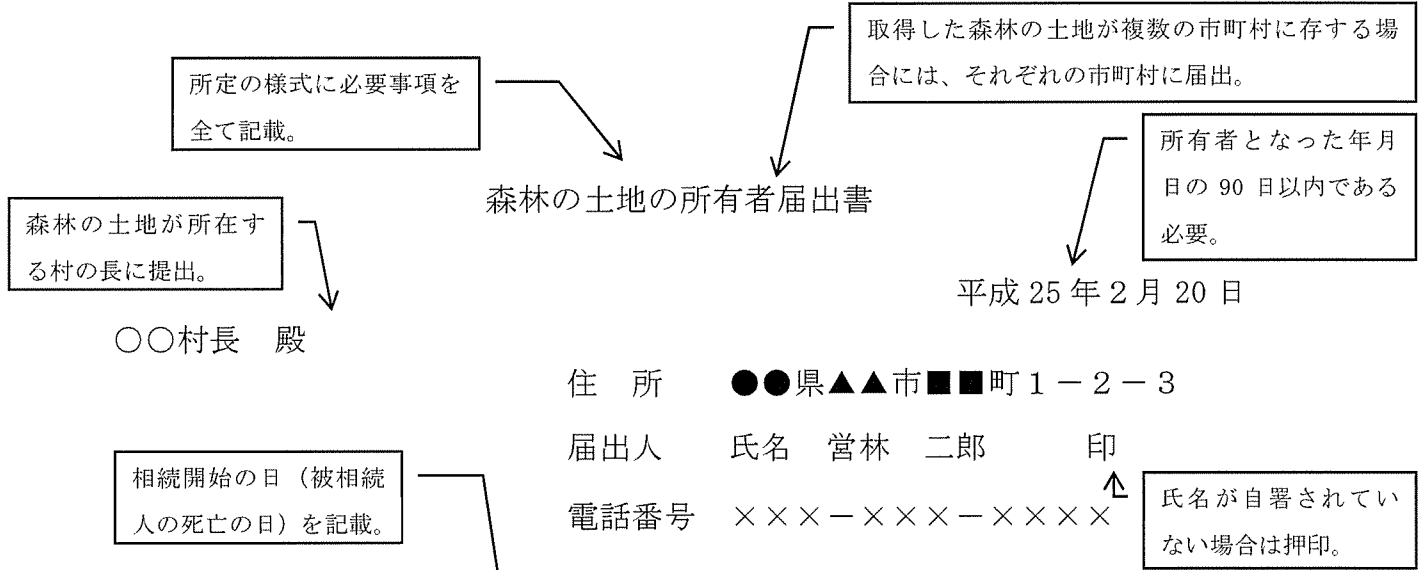 取得した森林の土地が複数の市町村に存する場
合には、それぞれの市町村に届出。
所定の様式に必要事項を
全て記載。
所有者となった年月
日の 90 日以内である
必要。
森林の土地の所有者届出書
森林の土地が所在す
る村の長に提出。
平成 25 年 2 月 20 日
○○村長　殿
住　所　●●県▲▲市■■町1－2－3
届出人　氏名　営林　二郎　　　印
相続開始の日（被相続
人の死亡の日）を記載。
電話番号　×××－×××－××××
氏名が自署されてい
ない場合は押印。